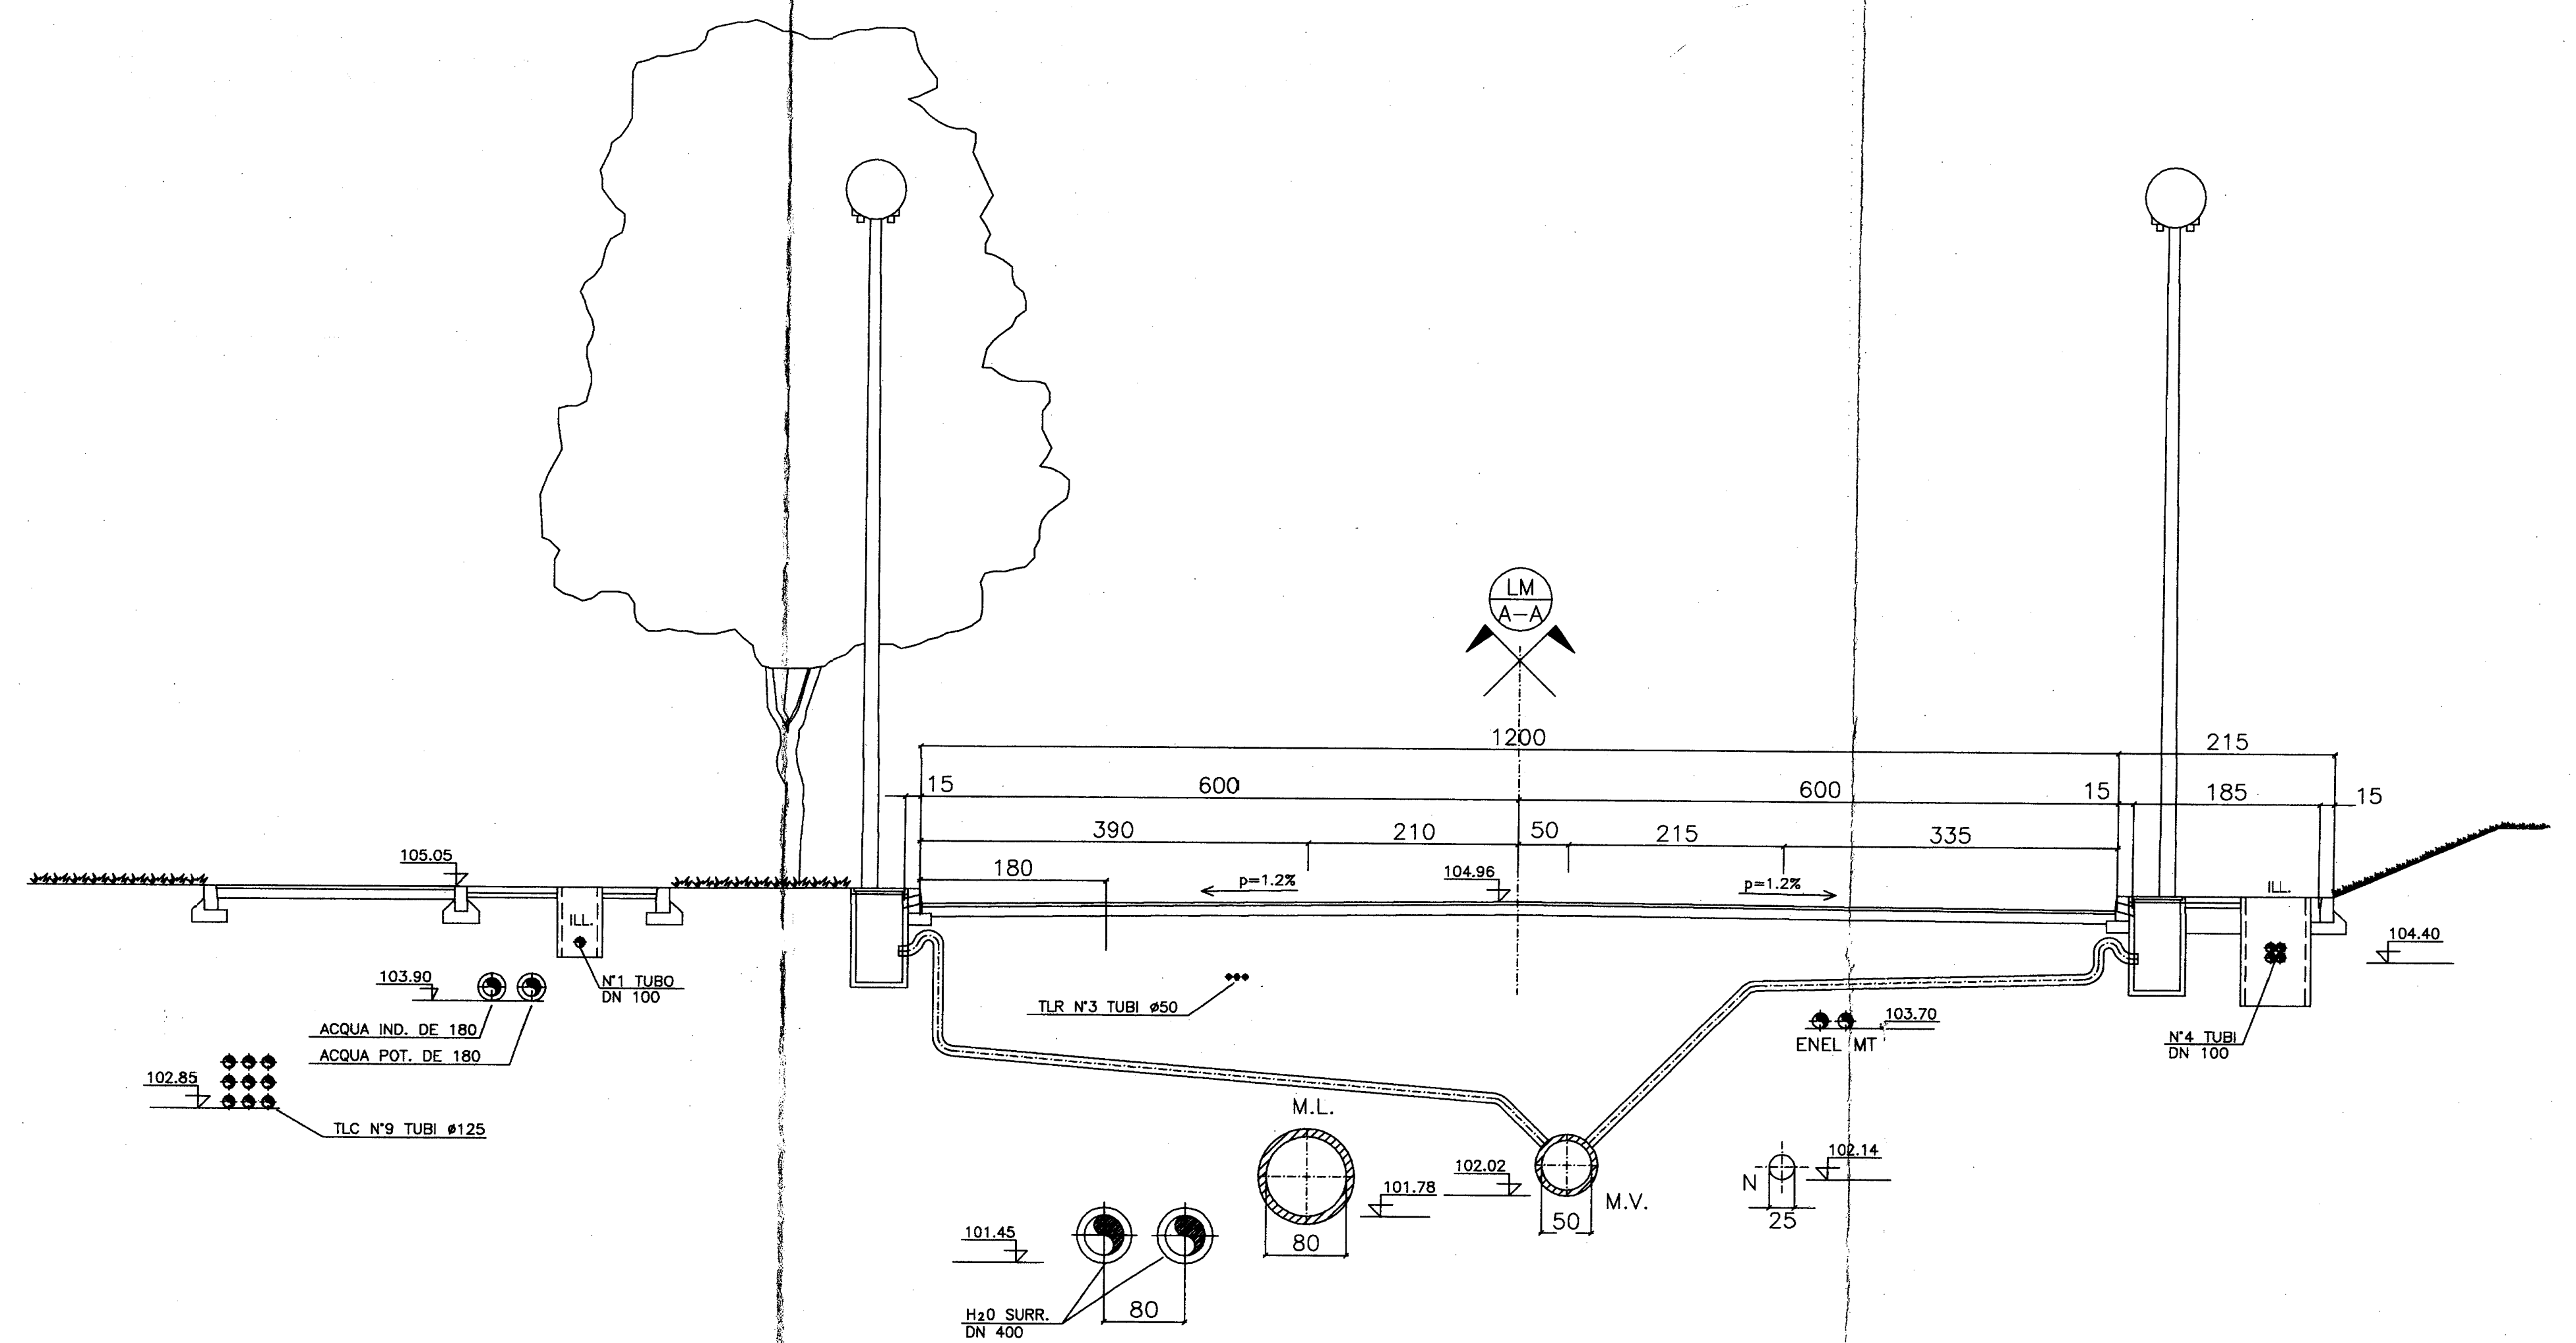 LM
A-A
1200
215
15
600
600
15
185
15
390
210
50
215
335
180
105.05
p=1.2%
104.96
p=1.2%
ILL.
ILL.
103.90
N°1 TUBO
DN 100
104.40
TLR N°3 TUBI ø50
103.70
ENEL MT
N°4 TUBI
DN 100
ACQUA IND. DE 180
ACQUA POT. DE 180
102.85
TLC N°9 TUBI ø125
M.L.
102.02
102.14
N
25
101.78
M.V.
50
101.45
80
H20 SURR.
DN 400
80